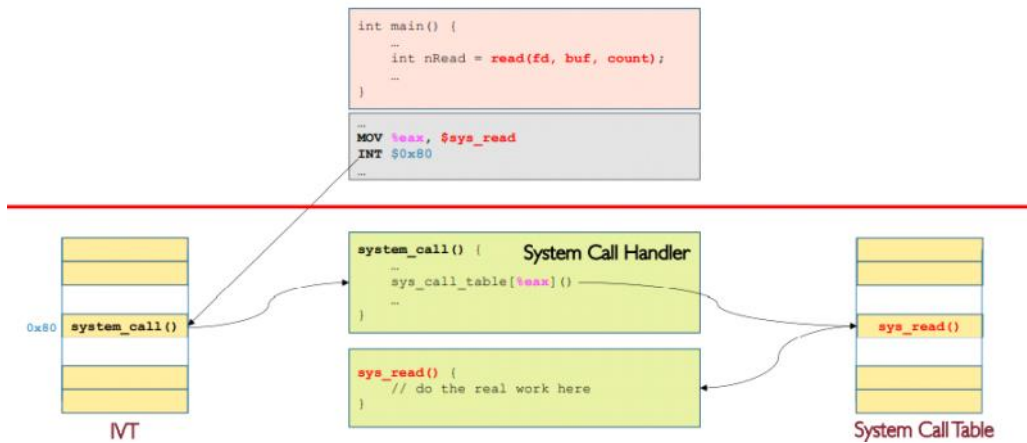 int main() {
…
int nRead = read(fd, buf, count);
…
}
…
MOV %eax, $sys_read
INT $0x80
…
system_call() {
System Call Handler
…
sys_call_table[%eax]()
…
}
0x80
system_call()
sys_read()
sys_read() {
// do the real work here
}
IVT
System Call Table